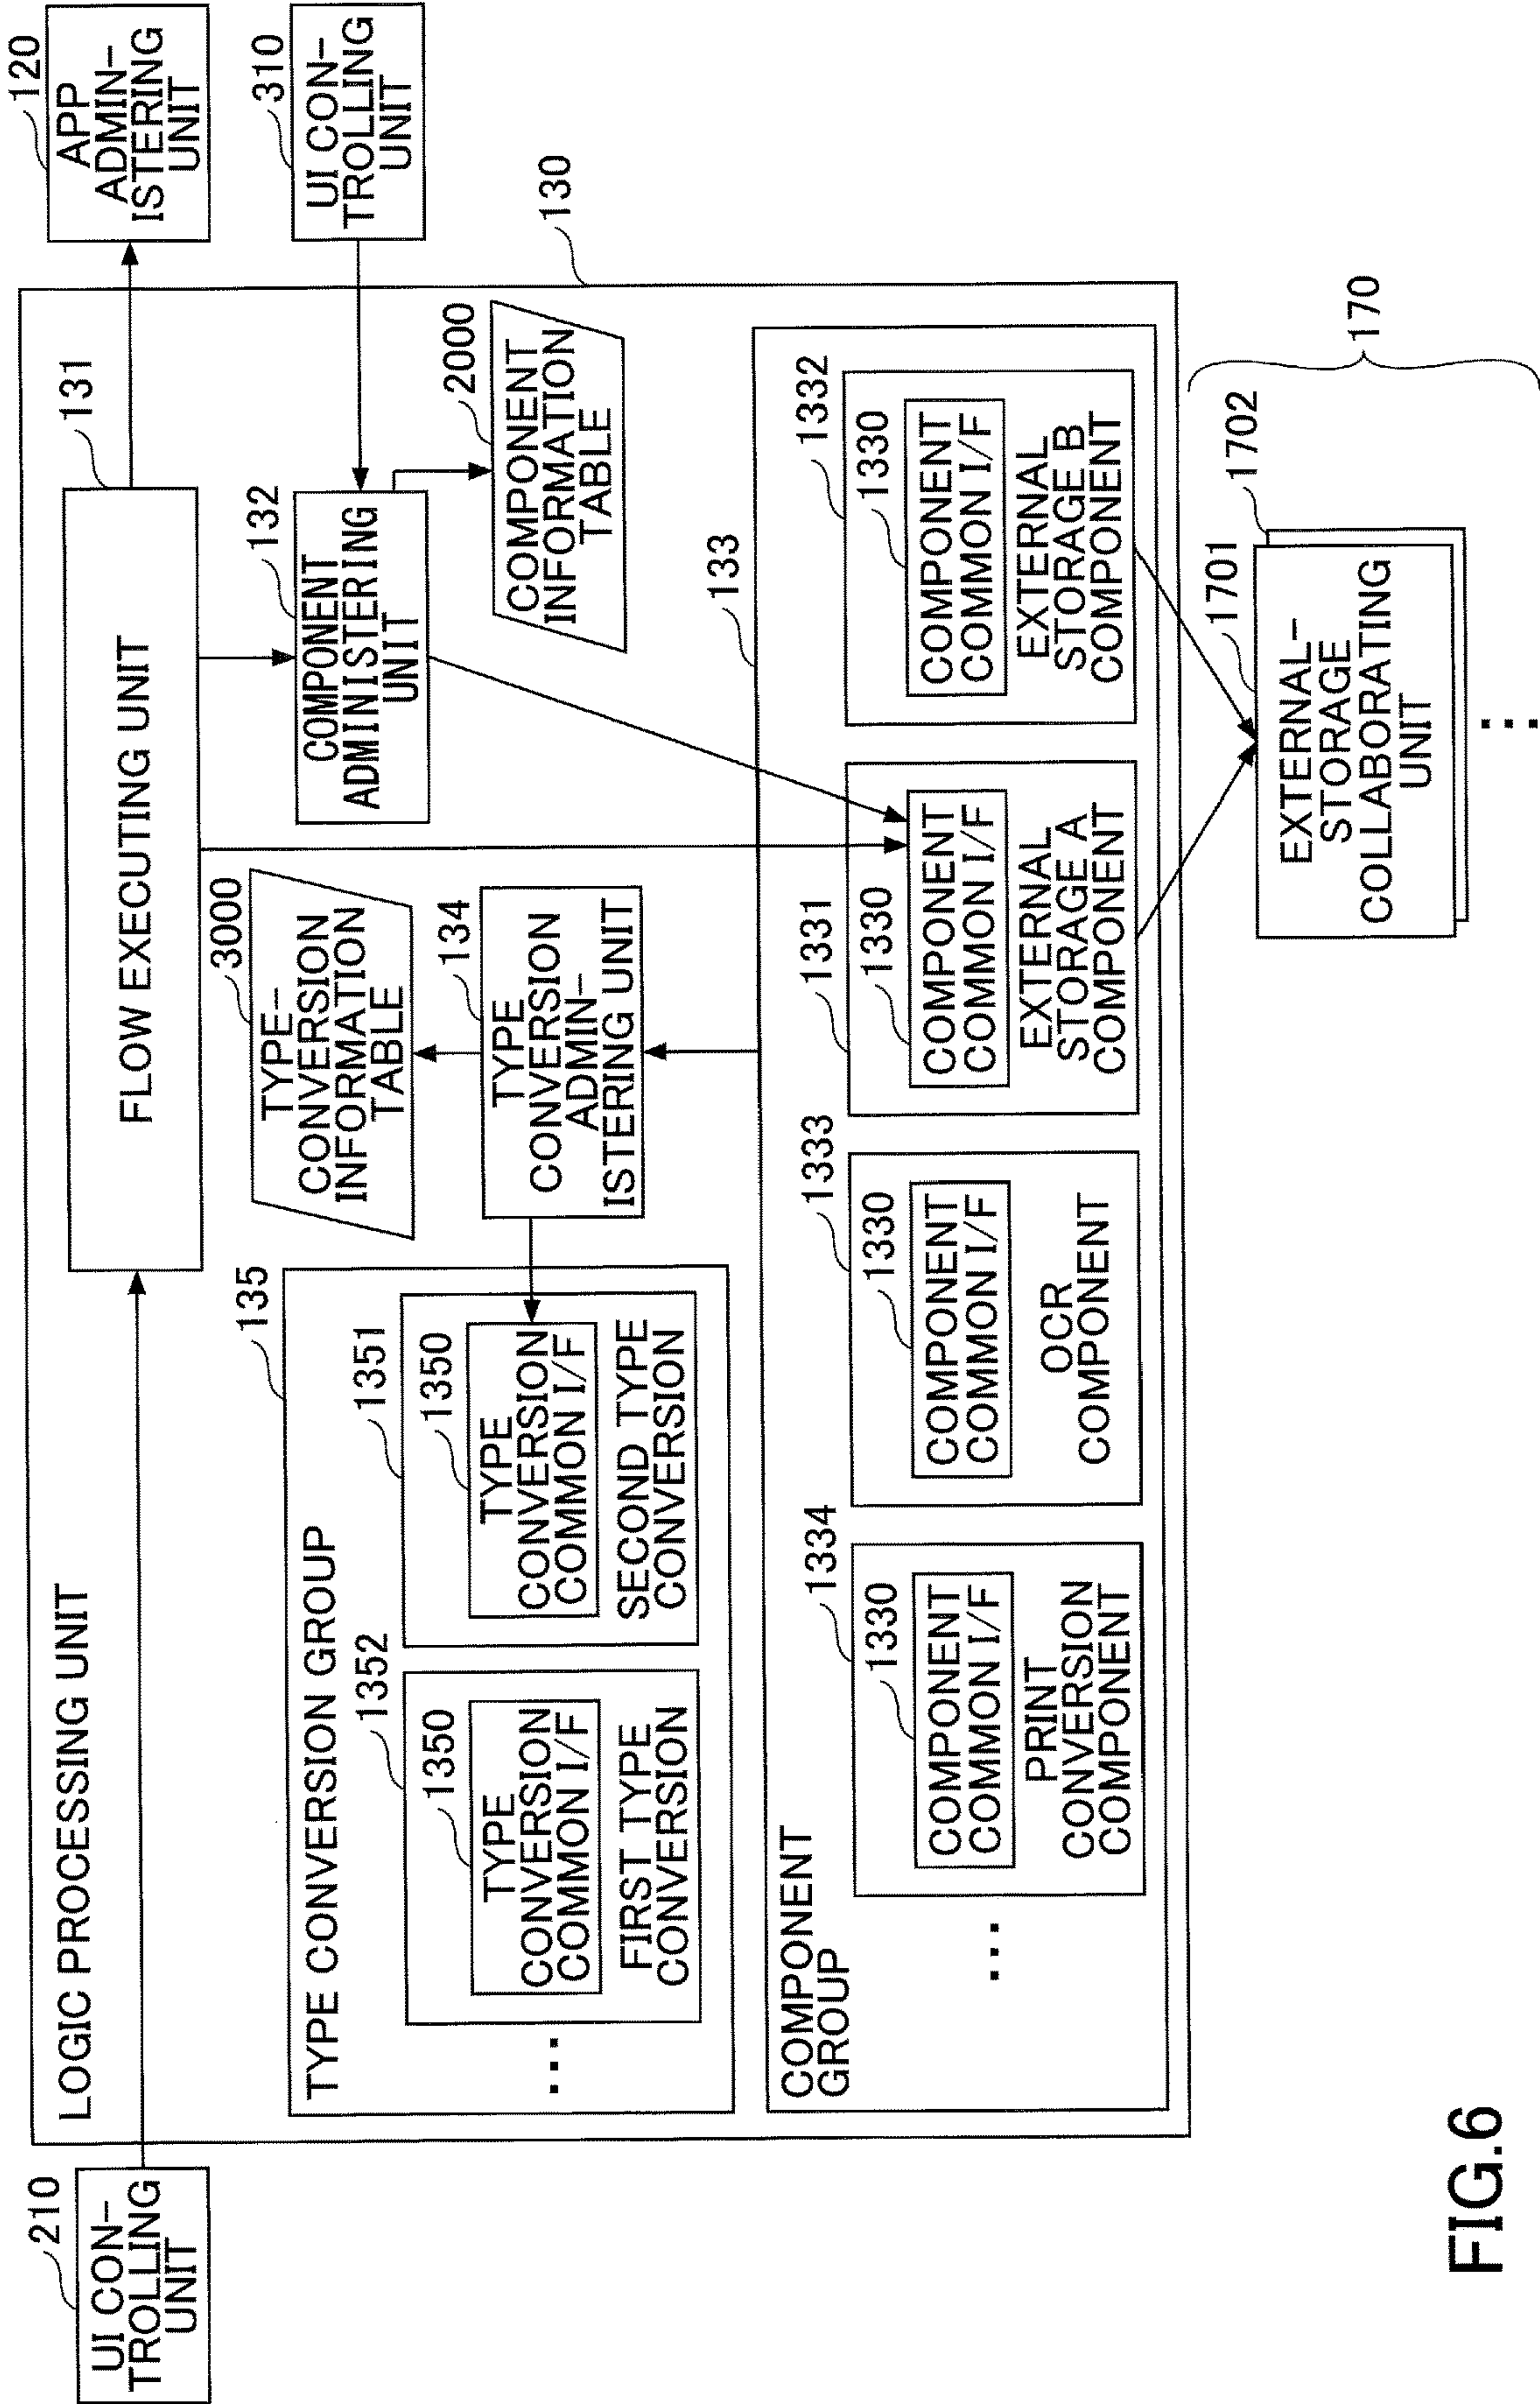 FIG.6
210
UI CON-
TROLLING
UNIT
LOGIC PROCESSING UNIT
131
FLOW EXECUTING UNIT
120
APP
ADMIN-
ISTERING
UNIT
310
UI CON-
TROLLING
UNIT
130
135
TYPE CONVERSION GROUP
1352
1350
TYPE
CONVERSION
COMMON I/F
FIRST TYPE
CONVERSION
1351
1350
TYPE
CONVERSION
COMMON I/F
SECOND TYPE
CONVERSION
...
3000
TYPE-
CONVERSION
INFORMATION
TABLE
134
TYPE
CONVERSION
ADMIN-
ISTERING UNIT
132
COMPONENT
ADMINISTERING
UNIT
2000
COMPONENT
INFORMATION
TABLE
133
COMPONENT
GROUP
...
1334
1330
COMPONENT
COMMON I/F
PRINT
CONVERSION
COMPONENT
1333
1330
COMPONENT
COMMON I/F
OCR
COMPONENT
1331
1330
COMPONENT
COMMON I/F
EXTERNAL
STORAGE A
COMPONENT
1332
1330
COMPONENT
COMMON I/F
EXTERNAL
STORAGE B
COMPONENT
170
1701
1702
EXTERNAL-
STORAGE
COLLABORATING
UNIT
...